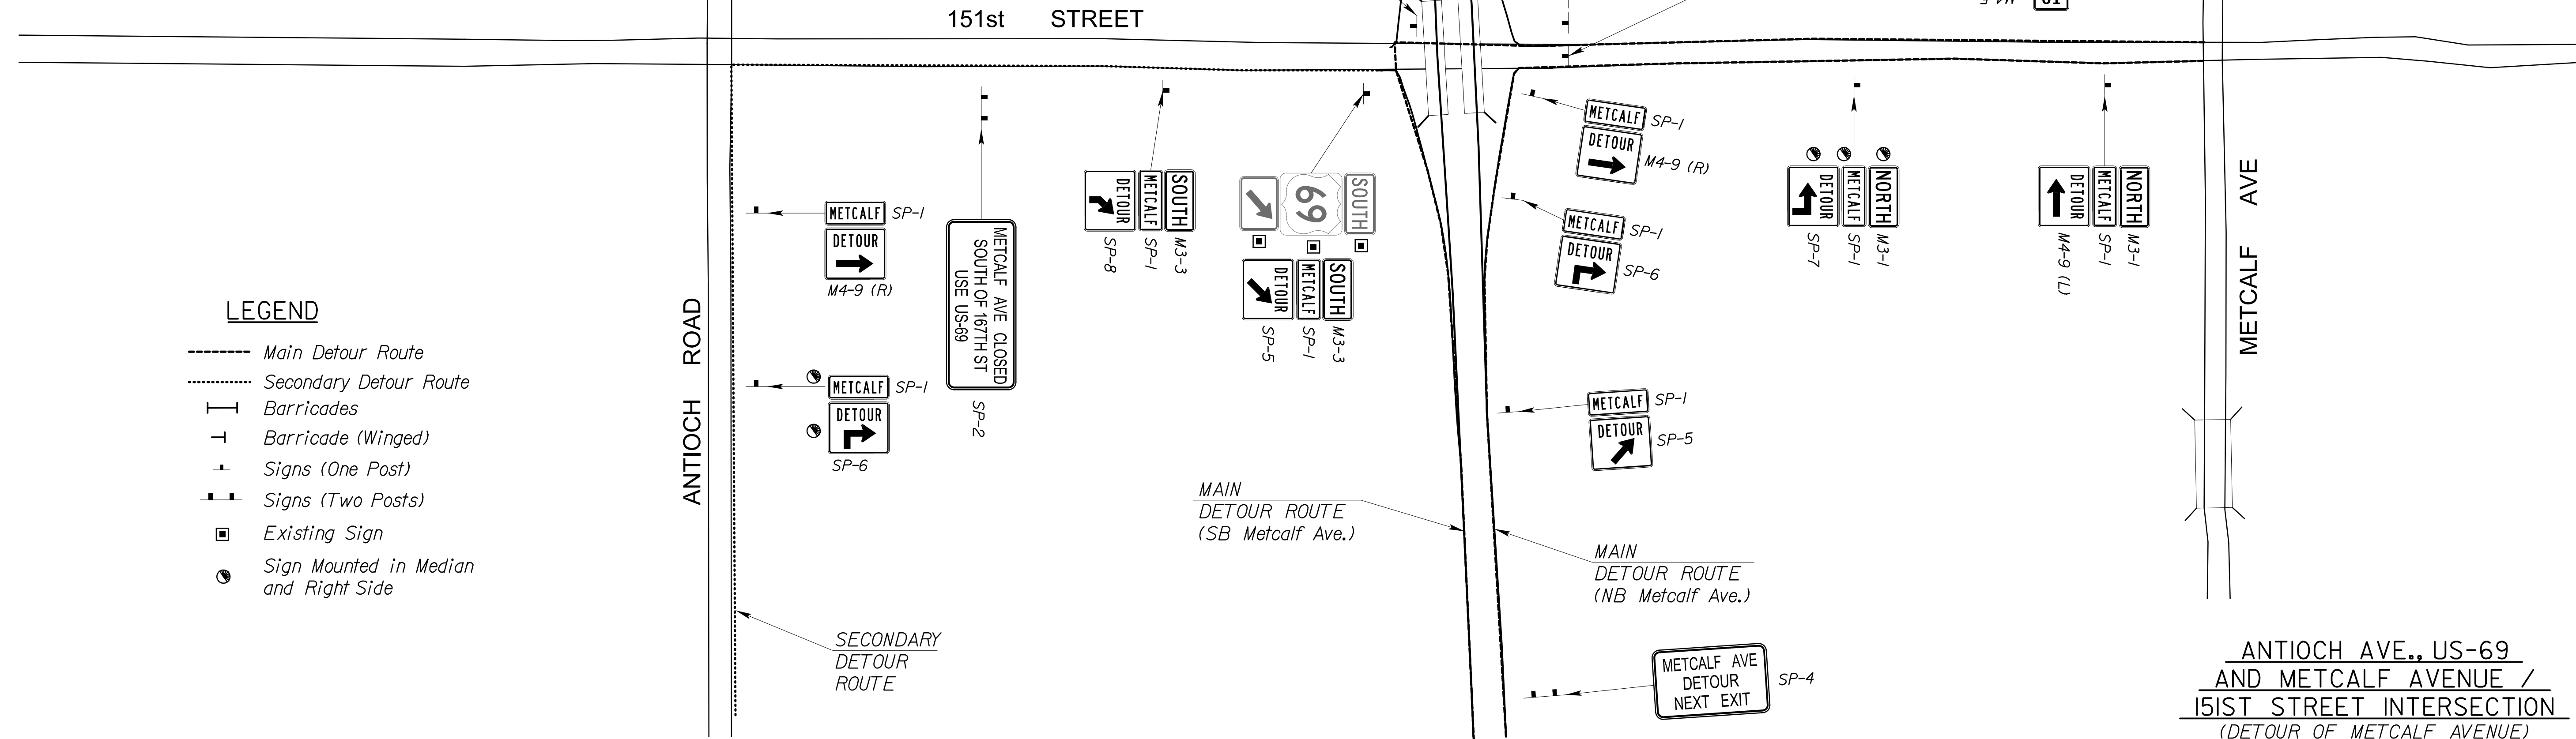 151st STREET
ANTIOCH ROAD
METCALF AVE
LEGEND
Main Detour Route
Secondary Detour Route
Barricades
Barricade (Winged)
Signs (One Post)
Signs (Two Posts)
Existing Sign
Sign Mounted in Median
and Right Side
METCALF SP-1
DETOUR
M4-9 (R)
METCALF SP-1
DETOUR
SP-6
METCALF AVE CLOSED
SOUTH OF 167TH ST
USE US-69
SP-2
SOUTH M3-3
METCALF SP-1
DETOUR SP-8
SOUTH
69
SOUTH M3-3
METCALF SP-1
DETOUR SP-5
METCALF SP-1
DETOUR M4-9 (R)
METCALF SP-1
DETOUR SP-6
METCALF SP-1
DETOUR SP-5
NORTH M3-1
METCALF SP-1
DETOUR SP-7
NORTH M3-1
METCALF SP-1
DETOUR M4-9 (L)
MAIN
DETOUR ROUTE
(SB Metcalf Ave.)
MAIN
DETOUR ROUTE
(NB Metcalf Ave.)
SECONDARY
DETOUR
ROUTE
METCALF AVE
DETOUR
NEXT EXIT
SP-4
ANTIOCH AVE., US-69
AND METCALF AVENUE /
151ST STREET INTERSECTION
(DETOUR OF METCALF AVENUE)